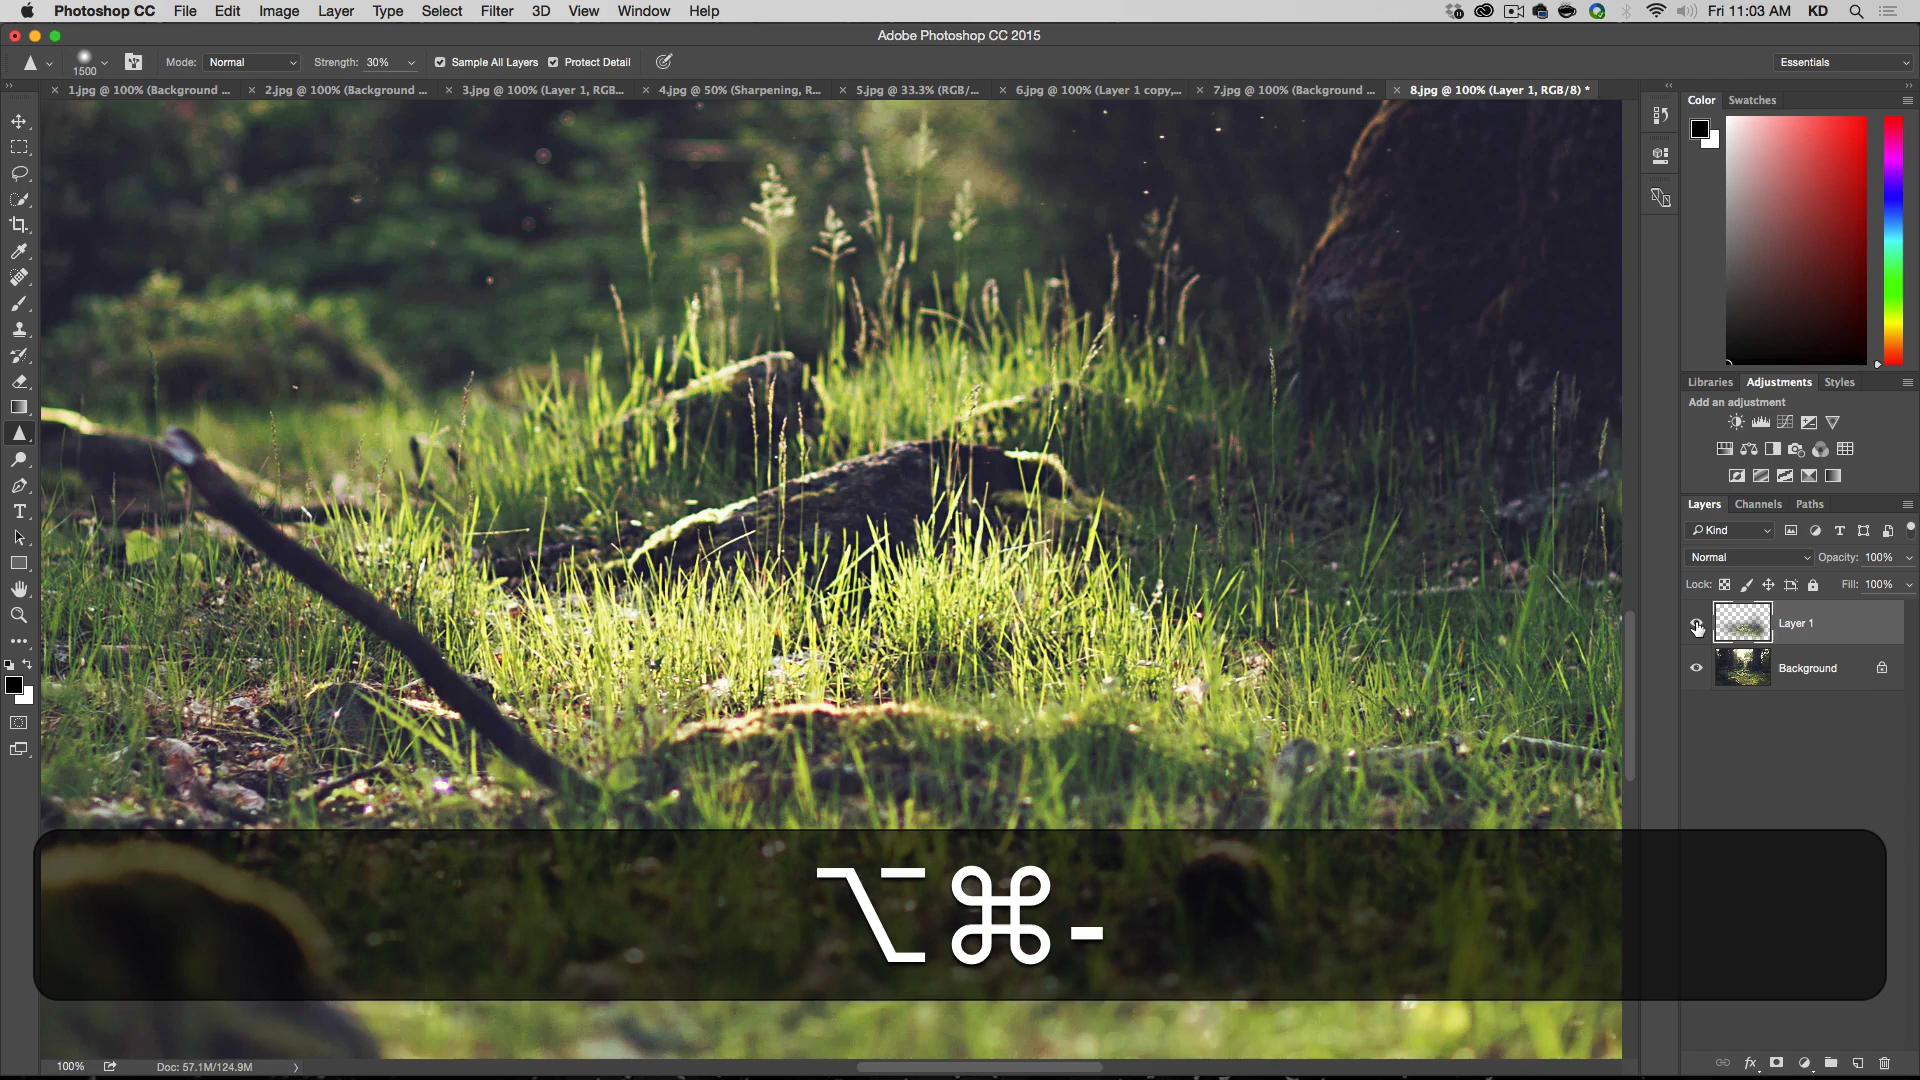 Photoshop CC File Edit Image Layer Type Select Filter 3D View Window Help Fri 11:03 AM KD
Adobe Photoshop CC 2015
1500 Mode: Normal Strength: 30% Sample All Layers Protect Detail Essentials
1.jpg @ 100% (Background ... 2.jpg @ 100% (Background ... 3.jpg @ 100% (Layer 1, RGB... 4.jpg @ 50% (Sharpening, R... 5.jpg @ 33.3% (RGB/... 6.jpg @ 100% (Layer 1 copy,... 7.jpg @ 100% (Background ... 8.jpg @ 100% (Layer 1, RGB/8) *
Color Swatches
Libraries Adjustments Styles
Add an adjustment
Layers Channels Paths
Kind
Normal Opacity: 100%
Lock: Fill: 100%
Layer 1
Background
⌥⌘-
100% Doc: 57.1M/124.9M